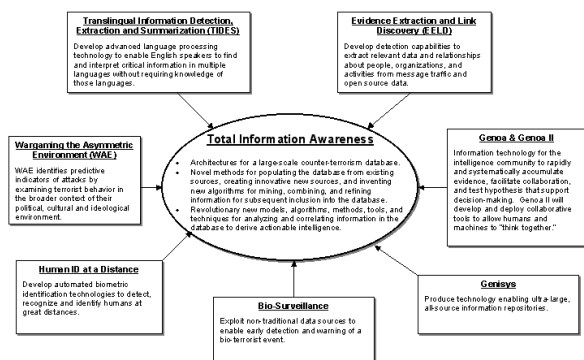 Translingual Information Detection,
Extraction and Summarization (TIDES)
Develop advanced language processing
technology to enable English speakers to find
and interpret critical information in
multiple languages without requiring knowledge of
those languages.
Evidence Extraction and Link
Discovery (EELD)
Develop detection capabilities to
extract relevant data and relationships
about people, organizations, and
activities from message traffic and
open source data.
Wargaming the Asymmetric
Environment (WAE)
WAE identifies predictive
indicators of attacks by
examining terrorist behavior in
the broader context of their
political, cultural and ideological
environment.
Total Information Awareness
• Architectures for a large-scale counter-terrorism database.
• Novel methods for populating the database from existing
sources, creating innovative new sources, and inventing
new algorithms for mining, combining, and refining
information for subsequent inclusion into the database.
• Revolutionary new models, algorithms, methods, tools, and
techniques for analyzing and correlating information in the
database to derive actionable intelligence.
Genoa & Genoa II
Information technology for the
intelligence community to rapidly
and systematically accumulate
evidence, facilitate collaboration,
and test hypothesis that support
decision-making. Genoa II will
develop and deploy collaborative
tools to allow humans and
machines to "think together."
Human ID at a Distance
Develop automated biometric
identification technologies to detect,
recognize and identify humans at
great distances.
Bio-Surveillance
Exploit non-traditional data sources to
enable early detection and warning of a
bio-terrorist event.
Genisys
Produce technology enabling ultra-large,
all-source information repositories.